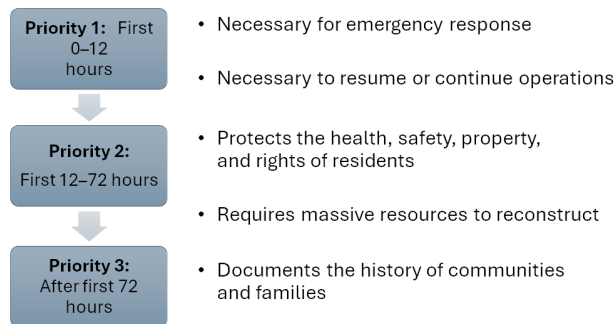 Priority 1: First
0–12
hours
Priority 2:
First 12–72 hours
Priority 3:
After first 72
hours
• Necessary for emergency response
• Necessary to resume or continue operations
• Protects the health, safety, property,
and rights of residents
• Requires massive resources to reconstruct
• Documents the history of communities
and families